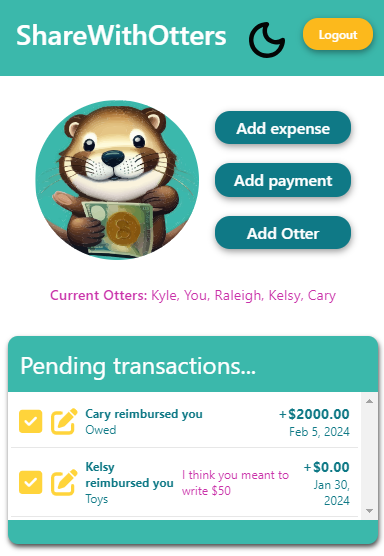 ShareWithOtters
Logout
Add expense
Add payment
Add Otter
Current Otters: Kyle, You, Raleigh, Kelsy, Cary
Pending transactions...
Cary reimbursed you
+$2000.00
Owed
Feb 5, 2024
Kelsy
reimbursed you
Toys
I think you meant to
write $50
+$0.00
Jan 30,
2024